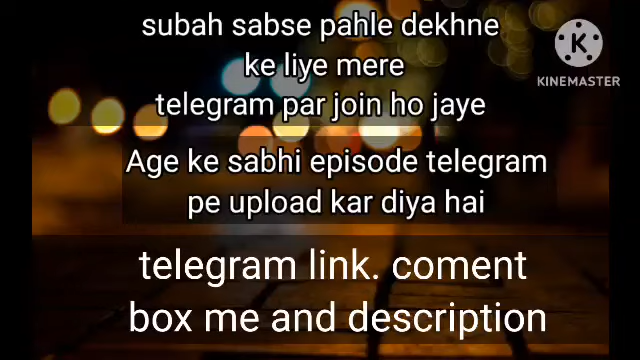 subah sabse pahle dekhne
ke liye mere
telegram par join ho jaye
KINEMASTER
Age ke sabhi episode telegram
pe upload kar diya hai
telegram link. coment
box me and description